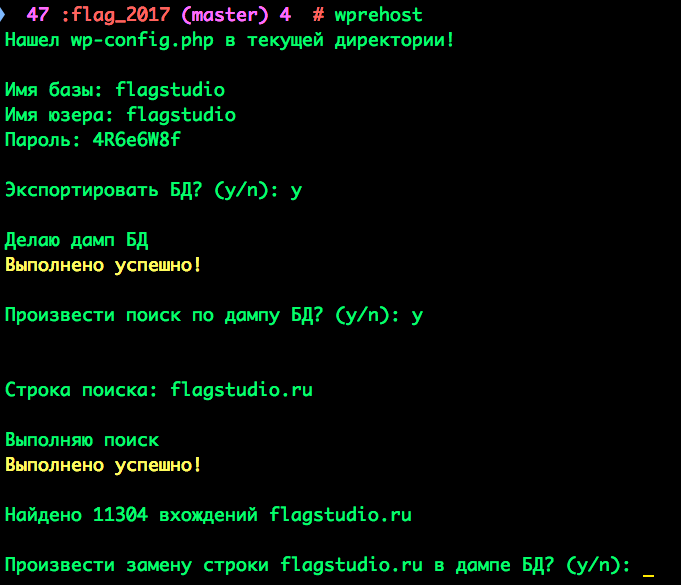 47 :flag_2017 (master) 4 # wprehost
Нашел wp-config.php в текущей директории!
Имя базы: flagstudio
Имя юзера: flagstudio
Пароль: 4R6e6W8f
Экспортировать БД? (y/n): y
Делаю дамп БД
Выполнено успешно!
Произвести поиск по дампу БД? (y/n): y
Строка поиска: flagstudio.ru
Выполняю поиск
Выполнено успешно!
Найдено 11304 вхождений flagstudio.ru
Произвести замену строки flagstudio.ru в дампе БД? (y/n): _